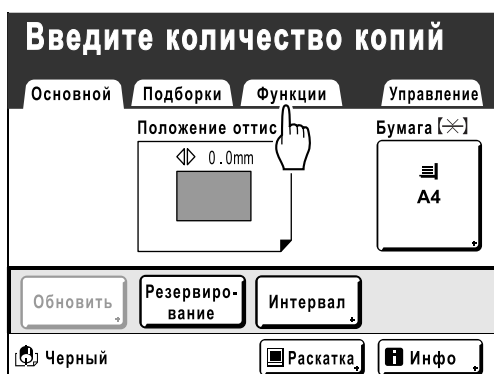 Введите количество копий
Основной Подборки Функции Управление
Положение оттис Бумага
0.0mm
A4
Обновить Резервиро-
вание Интервал
Черный Раскатка Инфо